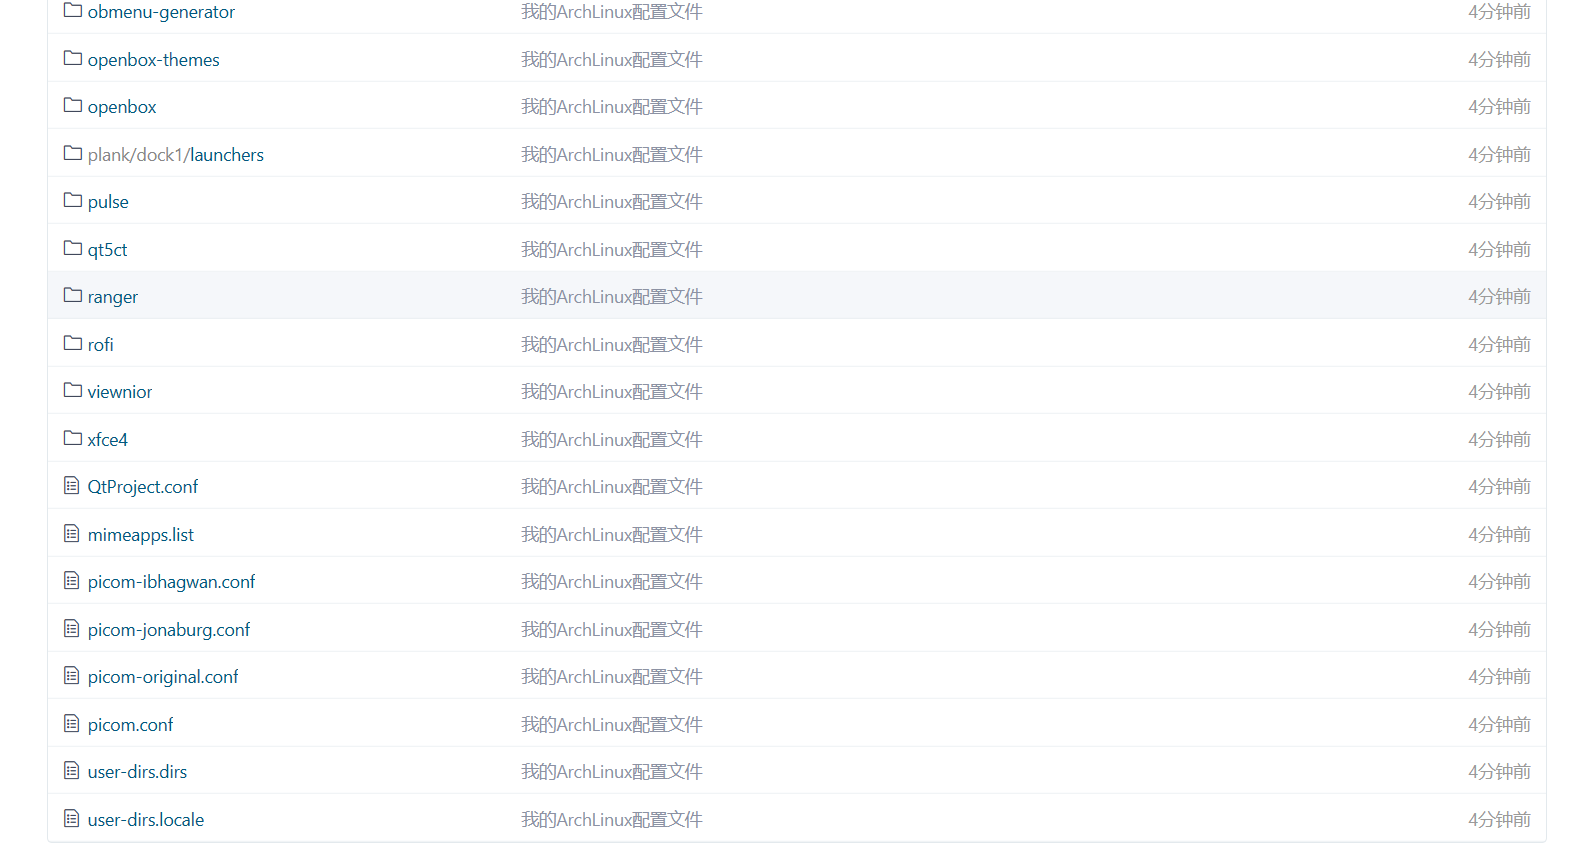 obmenu-generator 我的ArchLinux配置文件 4分钟前
openbox-themes 我的ArchLinux配置文件 4分钟前
openbox 我的ArchLinux配置文件 4分钟前
plank/dock1/launchers 我的ArchLinux配置文件 4分钟前
pulse 我的ArchLinux配置文件 4分钟前
qt5ct 我的ArchLinux配置文件 4分钟前
ranger 我的ArchLinux配置文件 4分钟前
rofi 我的ArchLinux配置文件 4分钟前
viewnior 我的ArchLinux配置文件 4分钟前
xfce4 我的ArchLinux配置文件 4分钟前
QtProject.conf 我的ArchLinux配置文件 4分钟前
mimeapps.list 我的ArchLinux配置文件 4分钟前
picom-ibhagwan.conf 我的ArchLinux配置文件 4分钟前
picom-jonaburg.conf 我的ArchLinux配置文件 4分钟前
picom-original.conf 我的ArchLinux配置文件 4分钟前
picom.conf 我的ArchLinux配置文件 4分钟前
user-dirs.dirs 我的ArchLinux配置文件 4分钟前
user-dirs.locale 我的ArchLinux配置文件 4分钟前